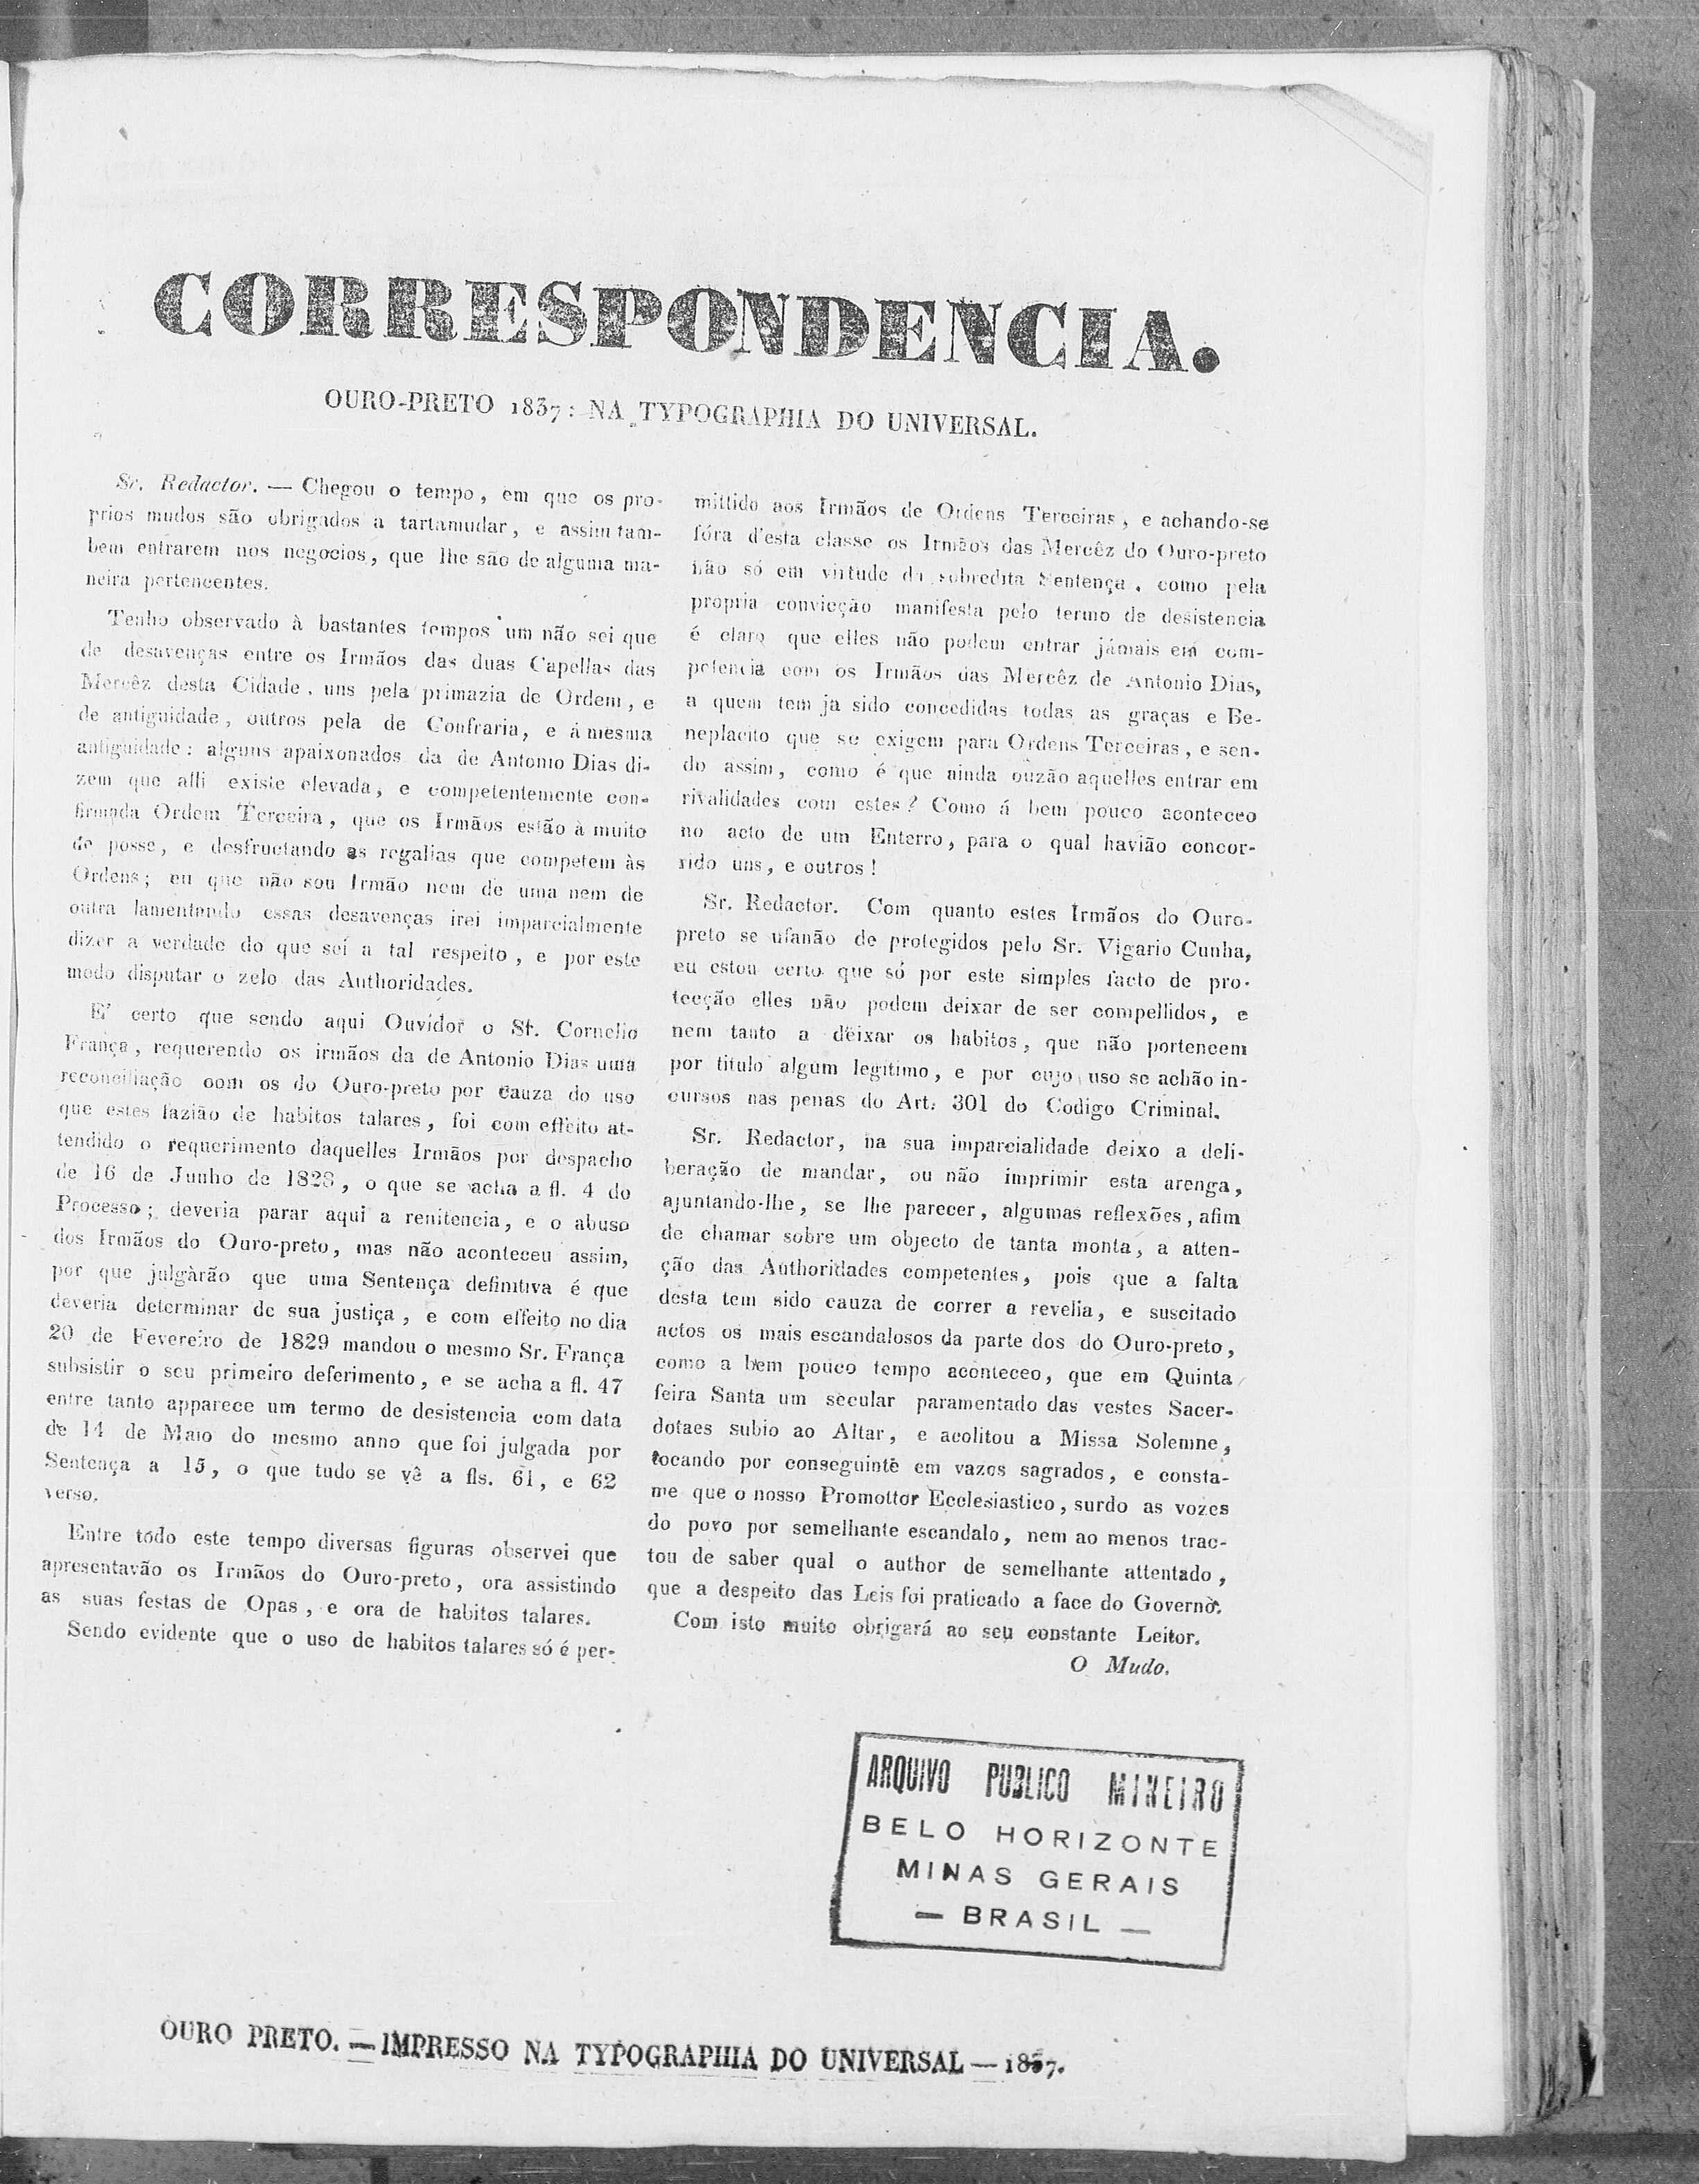 CORRESPONDENCIA.
OURO-PRETO 1837: NA TYPOGRAPHIA DO UNIVERSAL.
Sr. Redactor. — Chegou o tempo, em que os pro-
prios mudos são obrigados a tartamudar, e assim tam-
bem entrarem nos negocios, que lhe são de alguma ma-
neira pertencentes.
Tenho observado à bastantes tempos um não sei que
de desavenças entre os Irmãos das duas Capellas das
Mercêz desta Cidade, uns pela primazia de Ordem, e
de antiguidade, outros pela de Confraria, e á mesma
antiguidade: alguns apaixonados da de Antonio Dias di-
zem que alli existe elevada, e competentemente con-
firmada Ordem Terceira, que os Irmãos estão à muito
de posse, e desfructando as regalias que competem às
Ordens; eu que não sou Irmão nem de uma nem de
outra lamentando essas desavenças irei imparcialmente
dizer a verdade do que sei a tal respeito, e por este
modo disputar o zelo das Authoridades.
E' certo que sendo aqui Ouvidor o Sr. Cornelio
França, requerendo os irmãos da de Antonio Dias uma
reconciliação com os do Ouro-preto por cauza do uso
que estes fazião de habitos talares, foi com effeito at-
tendido o requerimento daquelles Irmãos por despacho
de 16 de Junho de 1828, o que se acha a fl. 4 do
Processo; deveria parar aqui a renitencia, e o abuso
dos Irmãos do Ouro-preto, mas não aconteceu assim,
por que julgàrão que uma Sentença definitiva é que
deveria determinar de sua justiça, e com effeito no dia
20 de Fevereiro de 1829 mandou o mesmo Sr. França
subsistir o seu primeiro deferimento, e se acha a fl. 47
entre tanto apparece um termo de desistencia com data
de 14 de Maio do mesmo anno que foi julgada por
Sentença a 15, o que tudo se vê a fls. 61, e 62
verso.
Entre todo este tempo diversas figuras observei que
apresentavão os Irmãos do Ouro-preto, ora assistindo
as suas festas de Opas, e ora de habitos talares.
Sendo evidente que o uso de habitos talares só é per-
mittido aos Irmãos de Ordens Terceiras, e achando-se
fóra d'esta classe os Irmãos das Mercêz do Ouro-preto
não só em virtude da sobredita Sentença, como pela
propria convicção manifesta pelo termo de desistencia
é claro que elles não podem entrar jámais em com-
petencia com os Irmãos das Mercêz de Antonio Dias,
a quem tem ja sido concedidas todas as graças e Be-
neplacito que se exigem para Ordens Terceiras, e sen-
do assim, como é que ainda ouzão aquelles entrar em
rivalidades com estes? Como á bem pouco aconteceo
no acto de um Enterro, para o qual havião concor-
rido uns, e outros!
Sr. Redactor. Com quanto estes Irmãos do Ouro-
preto se ufanão de protegidos pelo Sr. Vigario Cunha,
eu estou certo que só por este simples facto de pro-
tecção elles não podem deixar de ser compellidos, e
nem tanto a deixar os habitos, que não portencem
por titulo algum legitimo, e por cujo uso se achão in-
cursos nas penas do Art. 301 do Codigo Criminal.
Sr. Redactor, na sua imparcialidade deixo a deli-
beração de mandar, ou não imprimir esta arenga,
ajuntando-lhe, se lhe parecer, algumas reflexões, afim
de chamar sobre um objecto de tanta monta, a atten-
ção das Authoridades competentes, pois que a falta
desta tem sido cauza de correr a revelia, e suscitado
actos os mais escandalosos da parte dos do Ouro-preto,
como a bem pouco tempo aconteceo, que em Quinta
feira Santa um secular paramentado das vestes Sacer-
dotaes subio ao Altar, e acolitou a Missa Solemne,
tocando por conseguinte em vazos sagrados, e consta-
me que o nosso Promottor Ecclesiastico, surdo as vozes
do povo por semelhante escandalo, nem ao menos trac-
tou de saber qual o author de semelhante attentado,
que a despeito das Leis foi praticado a face do Governo.
Com isto muito obrigará ao seu constante Leitor.
O Mudo.
ARQUIVO PUBLICO MINEIRO
BELO HORIZONTE
MINAS GERAIS
— BRASIL —
OURO PRETO. — IMPRESSO NA TYPOGRAPHIA DO UNIVERSAL — 1837.